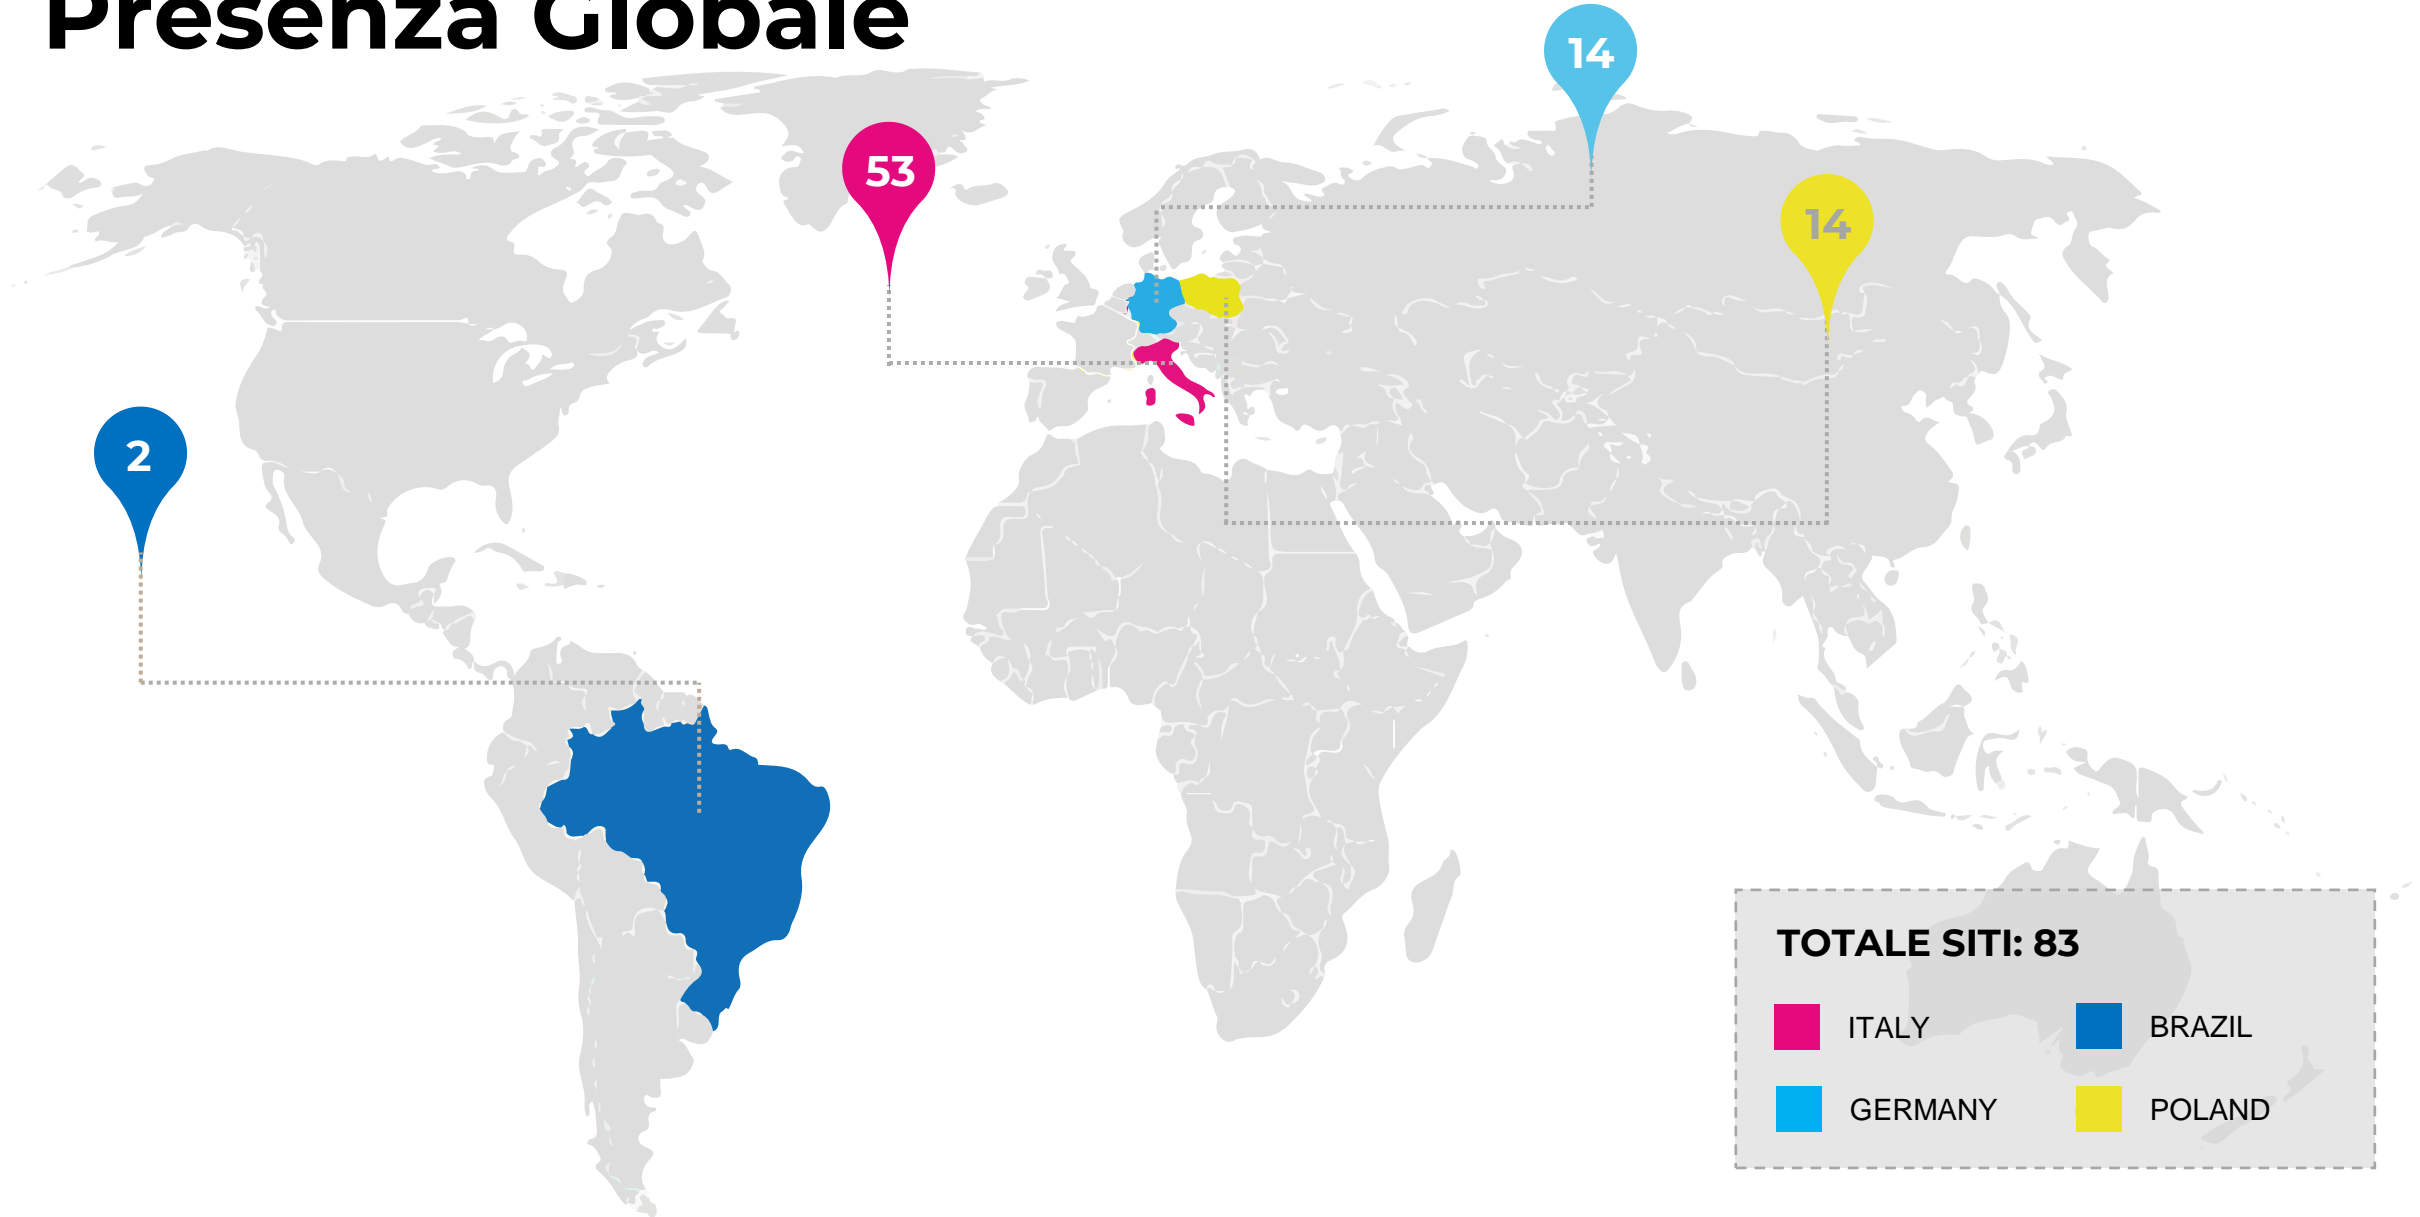 Presenza Globale
14
53
14
2
TOTALE SITI: 83
ITALY
BRAZIL
GERMANY
POLAND